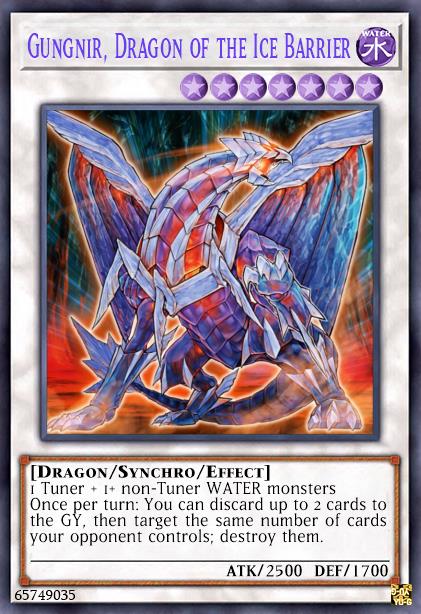 GUNGNIR, DRAGON OF THE ICE BARRIER
WATER
水
[DRAGON/SYNCHRO/EFFECT]
1 Tuner + 1+ non-Tuner WATER monsters
Once per turn: You can discard up to 2 cards to
the GY, then target the same number of cards
your opponent controls; destroy them.
ATK/2500 DEF/1700
65749035